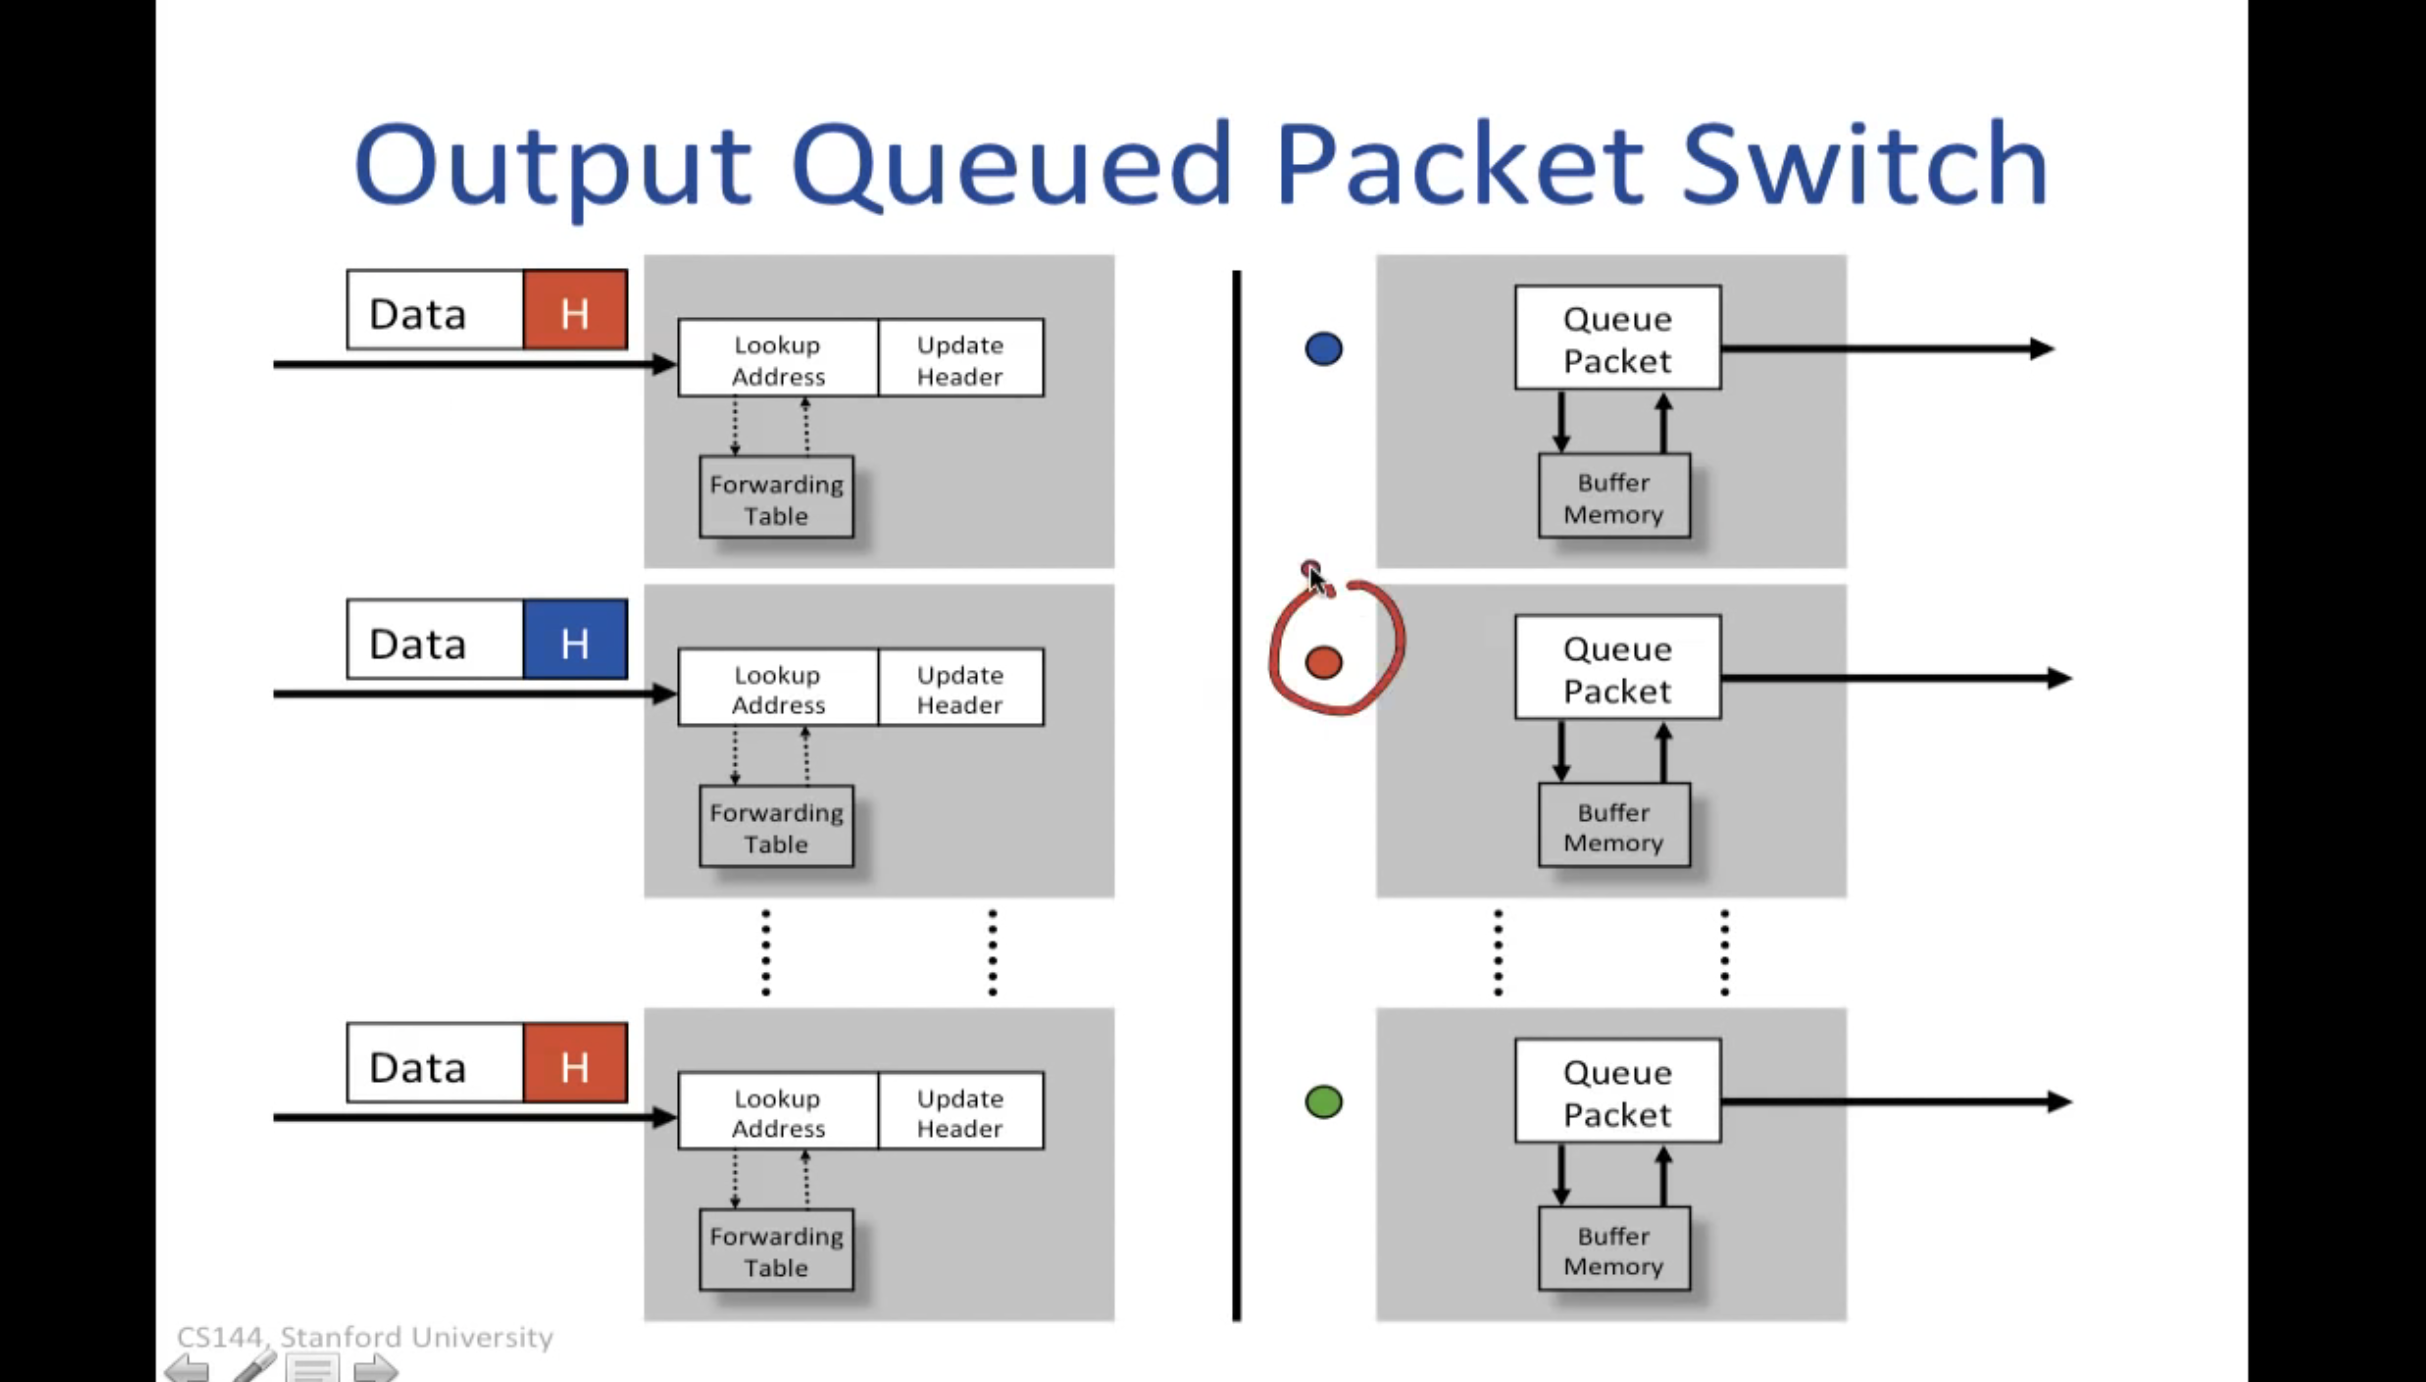 Output Queued Packet Switch
Data H
Lookup Address
Update Header
Forwarding Table
Queue Packet
Buffer Memory
Data H
Lookup Address
Update Header
Forwarding Table
Queue Packet
Buffer Memory
Data H
Lookup Address
Update Header
Forwarding Table
Queue Packet
Buffer Memory
CS144, Stanford University